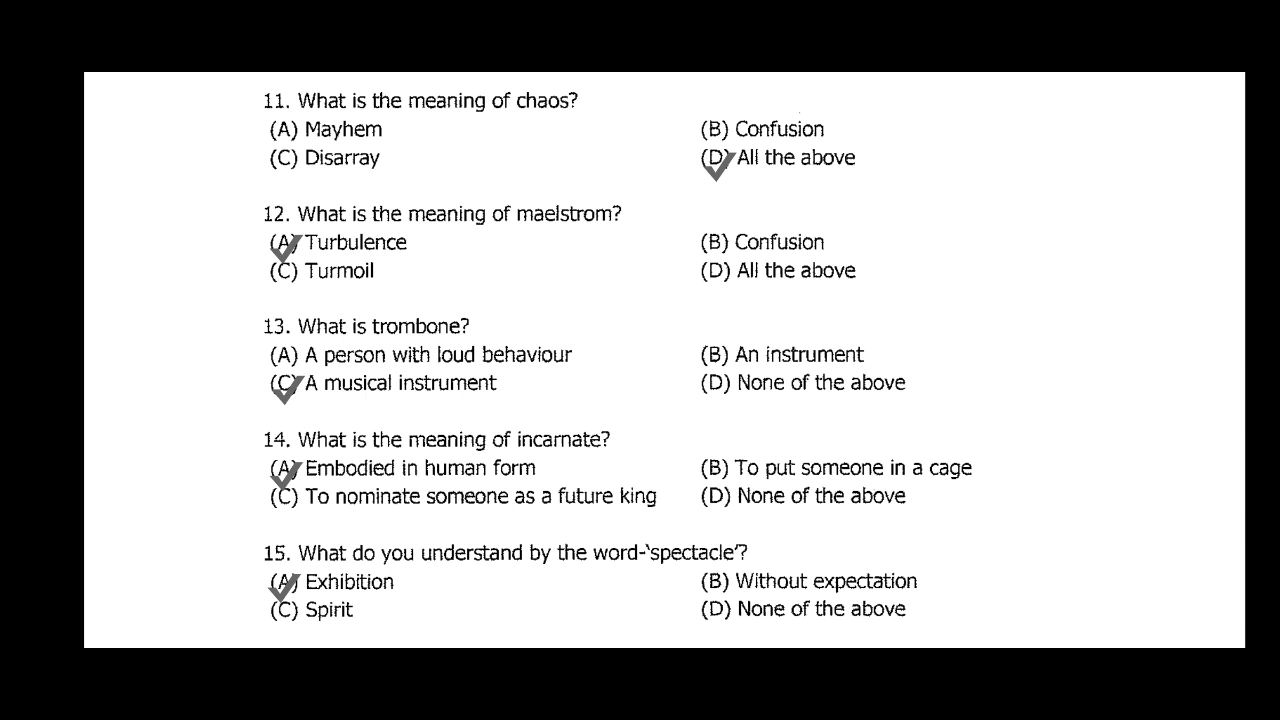 11. What is the meaning of chaos?
(A) Mayhem (B) Confusion
(C) Disarray (D) All the above
12. What is the meaning of maelstrom?
(A) Turbulence (B) Confusion
(C) Turmoil (D) All the above
13. What is trombone?
(A) A person with loud behaviour (B) An instrument
(C) A musical instrument (D) None of the above
14. What is the meaning of incarnate?
(A) Embodied in human form (B) To put someone in a cage
(C) To nominate someone as a future king (D) None of the above
15. What do you understand by the word-‘spectacle’?
(A) Exhibition (B) Without expectation
(C) Spirit (D) None of the above